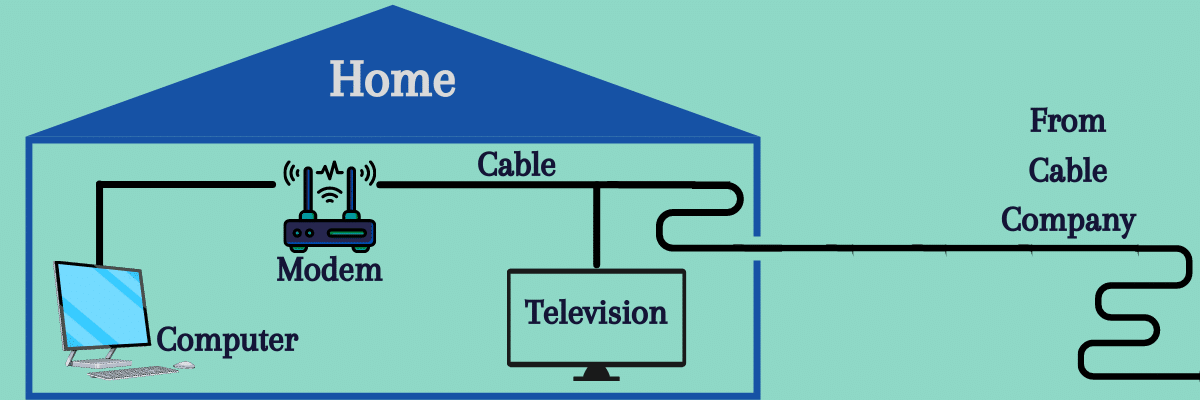 Home
Cable
From
Cable
Company
Modem
Television
Computer